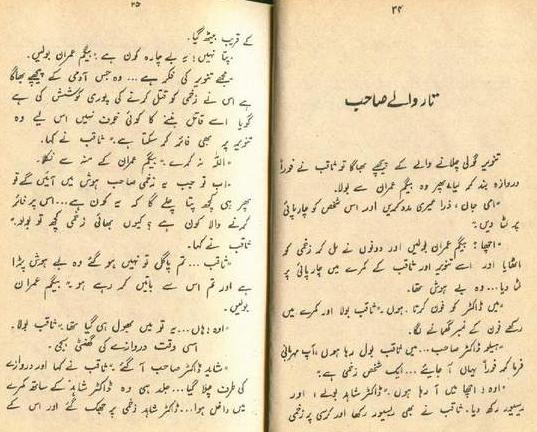 ۳۴
تار والے صاحب
تنویر گولی چلانے والے کے پیچھے بھاگا تو ثاقب نے فوراً
دروازہ بند کر لیا، پھر وہ بیگم عمران سے بولا۔
"امی جان، ذرا میری مدد کریں اور اس شخص کو چارپائی
پر لٹا دیں"۔
"اچھا"۔ بیگم عمران بولیں اور دونوں نے مل کر زخمی کو
اٹھایا اور اسے تنویر اور ثاقب کے کمرے میں چارپائی پر
لٹا دیا... وہ بے ہوش تھا۔
"میں ڈاکٹر کو فون کرتا ہوں"۔ ثاقب بولا اور کمرے میں
رکھے فون کے نمبر گھمانے لگا۔
"ہیلو ڈاکٹر صاحب... میں ثاقب بول رہا ہوں، آپ مہربانی
فرما کر فوراً یہاں آ جایئے... ایک شخص زخمی ہے"۔
"اوہ! اچھا میں آ رہا ہوں"۔ ڈاکٹر شاہد بولے اور
ریسیور رکھ دیا۔ ثاقب نے بھی ریسیور رکھا اور کرسی پر زخمی
۳۵
کے قریب بیٹھ گیا۔
"پتا نہیں! یہ بے چارہ کون ہے"۔ بیگم عمران بولیں۔
"مجھے تنویر کی فکر ہے... وہ جس آدمی کے پیچھے بھاگا
ہے اس نے زخمی کو قتل کرنے کی پوری کوشش کی ہے
گویا اسے قاتل بننے کا کوئی خوف نہیں اس لیے وہ
تنویر پر بھی فائر کر سکتا ہے"۔ ثاقب نے کہا۔
"اللہ نہ کرے"۔ بیگم عمران کے منہ سے نکلا۔
"اب تو جب یہ زخمی صاحب ہوش میں آئیں گے تو
پھر ہی کچھ پتا چلے گا کہ یہ کون ہے... اس پر فائر
کرنے والا کون ہے؟ کیوں بھائی زخمی کچھ تو بولو"۔
ثاقب نے کہا۔
"ثاقب... تم پاگل تو نہیں ہو گئے وہ بے ہوش پڑا
ہے اور تم اس سے باتیں کر رہے ہو"۔ بیگم عمران
بولیں۔
"اوہ! ہاں... یہ تو میں بھول ہی گیا تھا"۔ ثاقب بولا۔
اسی وقت دروازے کی گھنٹی بجی۔
"شاید ڈاکٹر صاحب آ گئے"۔ ثاقب نے کہا اور دروازے
کی طرف چلا گیا... جلد ہی وہ ڈاکٹر شاہد کے ساتھ کمرے
میں داخل ہوا... ڈاکٹر شاہد زخمی پر جھک گئے اور اس کے